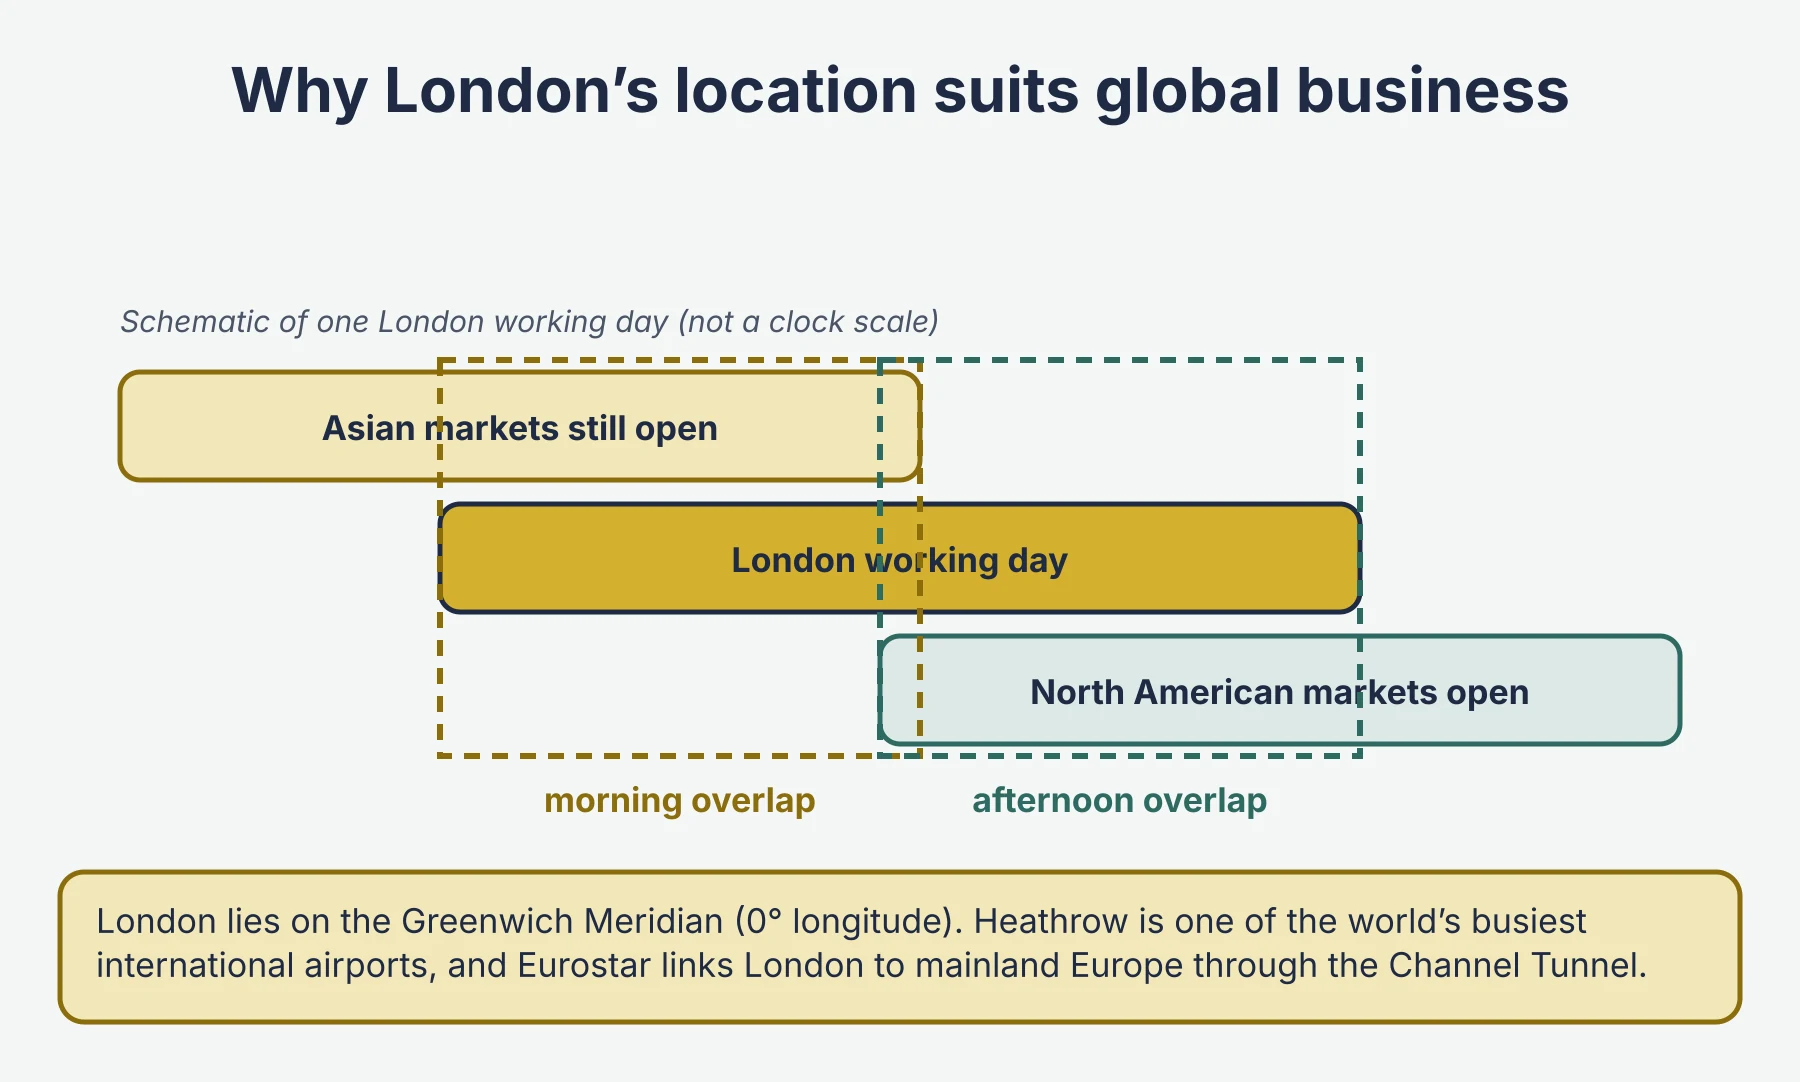 Why London’s location suits global business
Schematic of one London working day (not a clock scale)
Asian markets still open
London working day
North American markets open
morning overlap
afternoon overlap
London lies on the Greenwich Meridian (0° longitude). Heathrow is one of the world’s busiest
international airports, and Eurostar links London to mainland Europe through the Channel Tunnel.